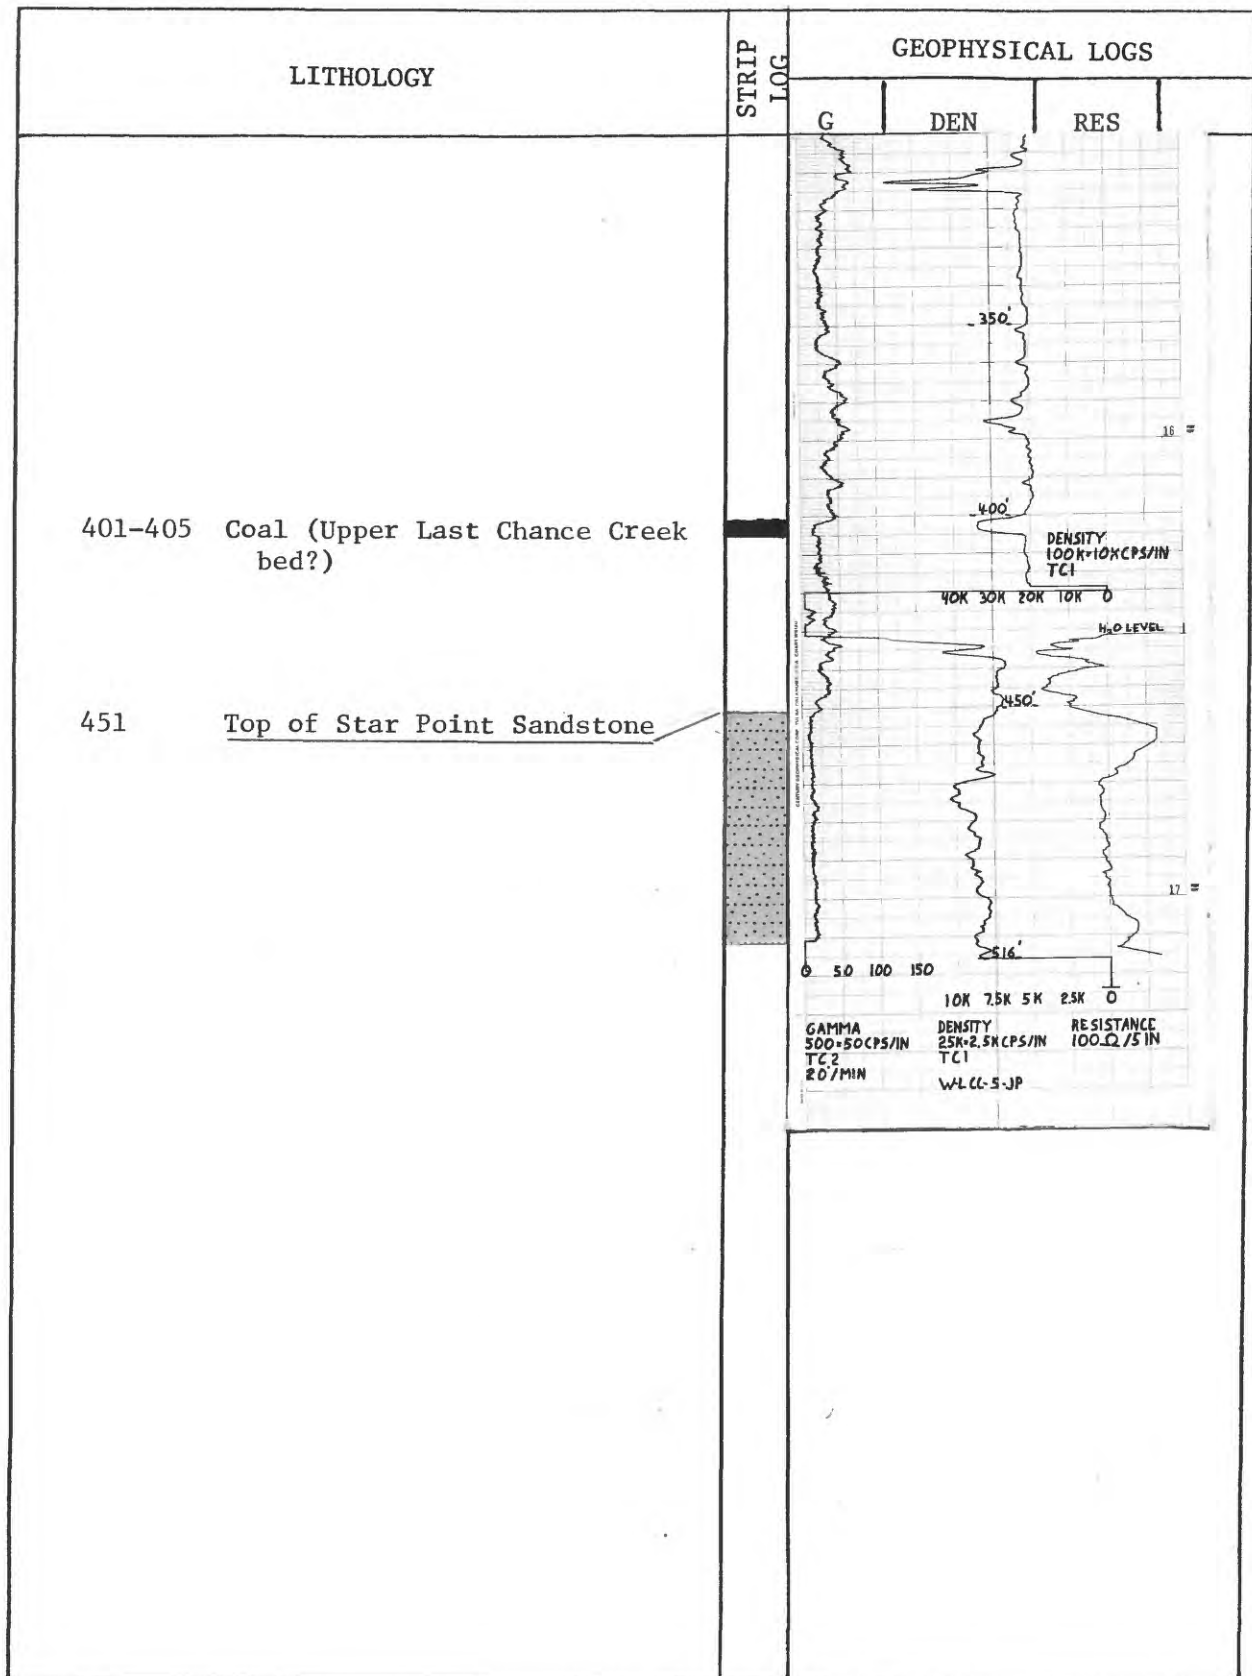 LITHOLOGY
STRIP LOG
GEOPHYSICAL LOGS
G DEN RES
350'
16 =
400'
401-405 Coal (Upper Last Chance Creek
bed?)
DENSITY
100K=10KCPS/IN
TC1
40K 30K 20K 10K 0
H2O LEVEL
450'
451 Top of Star Point Sandstone
17 =
516'
0 50 100 150
10K 7.5K 5K 2.5K 0
GAMMA
500=50CPS/IN
TC2
20'/MIN
DENSITY
25K=2.5KCPS/IN
TC1
RESISTANCE
100Ω/5IN
W-LCC-5-JP